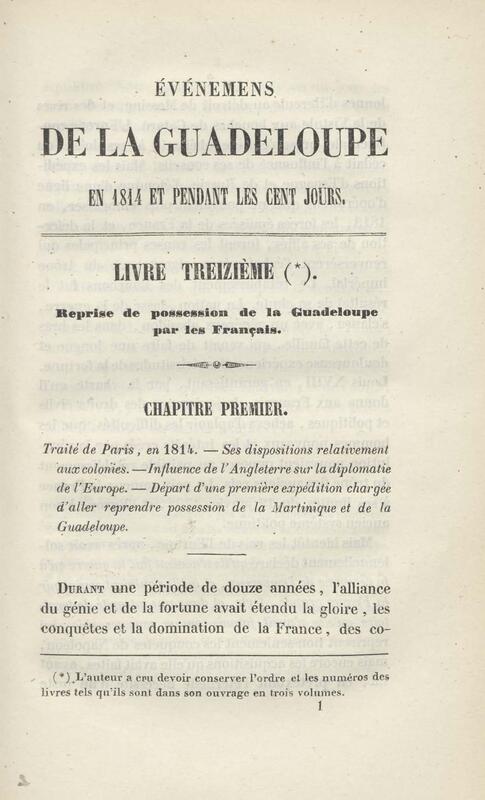 ÉVÉNEMENS
DE LA GUADELOUPE
EN 1814 ET PENDANT LES CENT JOURS.
LIVRE TREIZIÈME (*).
Reprise de possession de la Guadeloupe
par les Français.
CHAPITRE PREMIER.
Traité de Paris, en 1814. — Ses dispositions relativement
aux colonies. — Influence de l'Angleterre sur la diplomatie
de l'Europe. — Départ d'une première expédition chargée
d'aller reprendre possession de la Martinique et de la
Guadeloupe.
DURANT une période de douze années, l'alliance
du génie et de la fortune avait étendu la gloire, les
conquêtes et la domination de la France, des co-
(*) L'auteur a cru devoir conserver l'ordre et les numéros des
livres tels qu'ils sont dans son ouvrage en trois volumes.
1